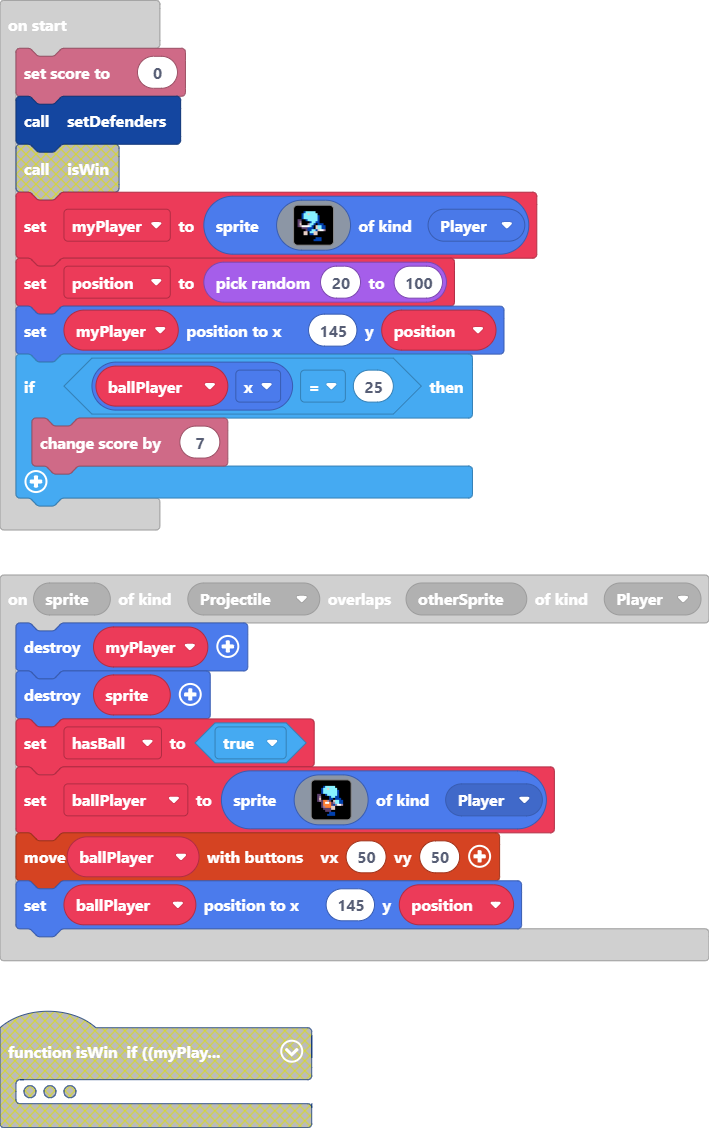 on start
set score to 0
call setDefenders
call isWin
set myPlayer to sprite of kind Player
set position to pick random 20 to 100
set myPlayer position to x 145 y position
if ballPlayer x = 25 then
change score by 7
on sprite of kind Projectile overlaps otherSprite of kind Player
destroy myPlayer
destroy sprite
set hasBall to true
set ballPlayer to sprite of kind Player
move ballPlayer with buttons vx 50 vy 50
set ballPlayer position to x 145 y position
function isWin if ((myPlay...